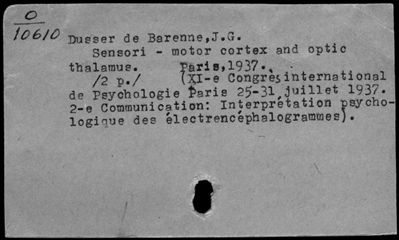 0
10610
Dusser de Barenne,J.G.
Sensori - motor cortex and optic
thalamus. Paris,1937.
/2 p./ (XI-e Congres international
de Psychologie Paris 25-31 juillet 1937.
2-e Communication: Interprétation psycho-
logique des électrencéphalogrammes).